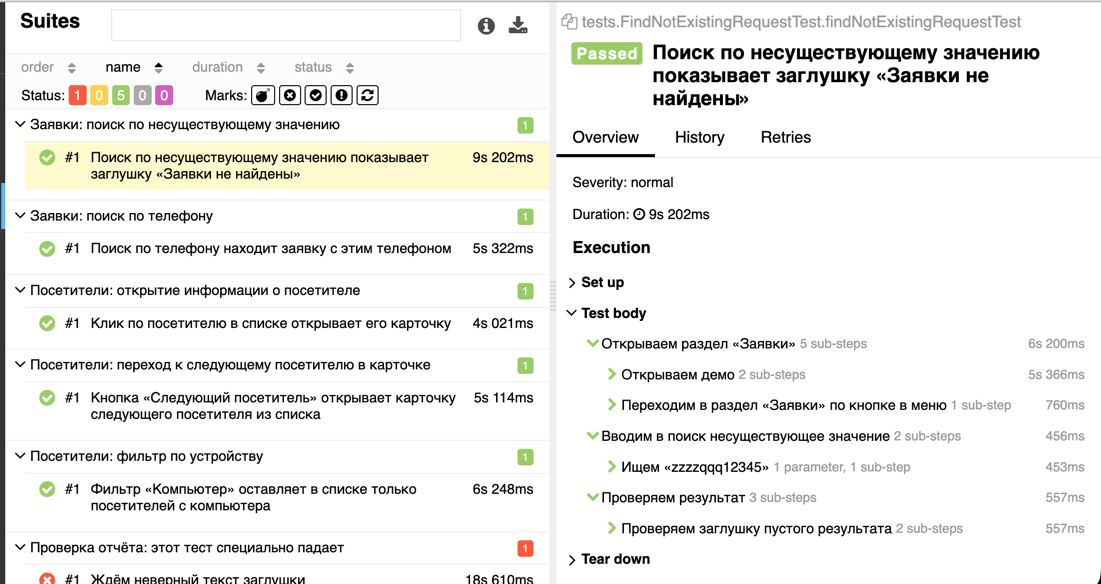 Suites
order name duration status
Status: 1 0 5 0 0 Marks:
Заявки: поиск по несуществующему значению 1
#1 Поиск по несуществующему значению показывает 9s 202ms
заглушку «Заявки не найдены»
Заявки: поиск по телефону 1
#1 Поиск по телефону находит заявку с этим телефоном 5s 322ms
Посетители: открытие информации о посетителе 1
#1 Клик по посетителю в списке открывает его карточку 4s 021ms
Посетители: переход к следующему посетителю в карточке 1
#1 Кнопка «Следующий посетитель» открывает карточку 5s 114ms
следующего посетителя из списка
Посетители: фильтр по устройству 1
#1 Фильтр «Компьютер» оставляет в списке только 6s 248ms
посетителей с компьютера
Проверка отчёта: этот тест специально падает 1
#1 Ждём неверный текст заглушки 18s 610ms
tests.FindNotExistingRequestTest.findNotExistingRequestTest
Passed Поиск по несуществующему значению
показывает заглушку «Заявки не
найдены»
Overview History Retries
Severity: normal
Duration: 9s 202ms
Execution
Set up
Test body
Открываем раздел «Заявки» 5 sub-steps 6s 200ms
Открываем демо 2 sub-steps 5s 366ms
Переходим в раздел «Заявки» по кнопке в меню 1 sub-step 760ms
Вводим в поиск несуществующее значение 2 sub-steps 456ms
Ищем «zzzzqqq12345» 1 parameter, 1 sub-step 453ms
Проверяем результат 3 sub-steps 557ms
Проверяем заглушку пустого результата 2 sub-steps 557ms
Tear down